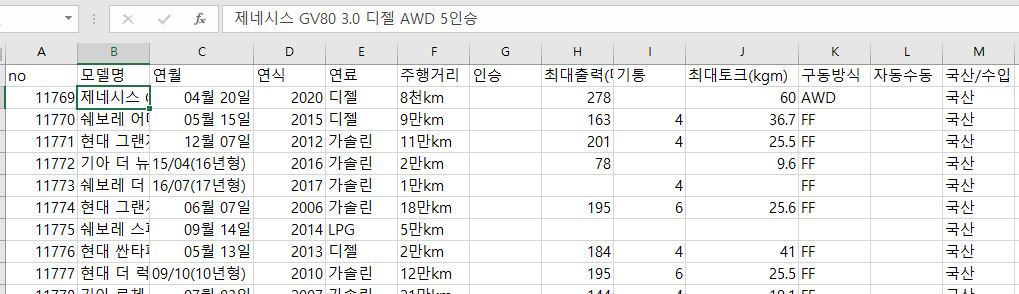 제네시스 GV80 3.0 디젤 AWD 5인승
A B C D E F G H I J K L M
no 모델명 연월 연식 연료 주행거리 인승 최대출력( 기통 최대토크(kgm) 구동방식 자동수동 국산/수입
11769 제네시스 04월 20일 2020 디젤 8천km 278 60 AWD 국산
11770 쉐보레 05월 15일 2015 디젤 9만km 163 4 36.7 FF 국산
11771 현대 그랜저 12월 07일 2012 가솔린 11만km 201 4 25.5 FF 국산
11772 기아 더 뉴 15/04(16년형) 2016 가솔린 2만km 78 9.6 FF 국산
11773 쉐보레 더 16/07(17년형) 2017 가솔린 1만km 4 FF 국산
11774 현대 그랜저 06월 07일 2006 가솔린 18만km 195 6 25.6 FF 국산
11775 쉐보레 스파 09월 14일 2014 LPG 5만km 국산
11776 현대 싼타페 05월 13일 2013 디젤 2만km 184 4 41 FF 국산
11777 현대 더 럭 09/10(10년형) 2010 가솔린 12만km 195 6 25.5 FF 국산